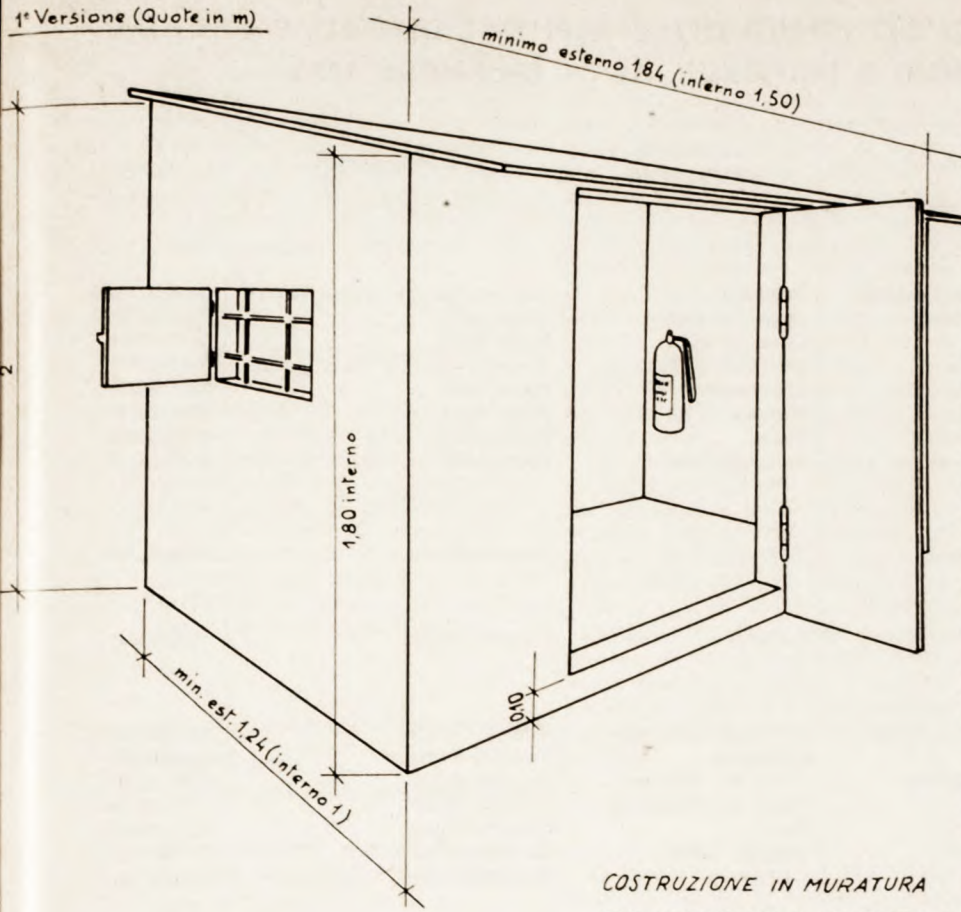 1ª Versione (Quote in m)
minimo esterno 1,84 (interno 1,50)
2
1,80 interno
0,10
min. est. 1,24 (interno 1)
COSTRUZIONE IN MURATURA